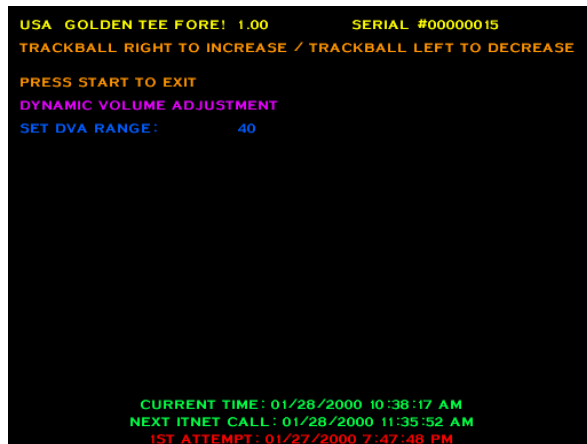 USA GOLDEN TEE FORE! 1.00 SERIAL #00000015
TRACKBALL RIGHT TO INCREASE / TRACKBALL LEFT TO DECREASE
PRESS START TO EXIT
DYNAMIC VOLUME ADJUSTMENT
SET DVA RANGE: 40
CURRENT TIME: 01/28/2000 10:38:17 AM
NEXT ITNET CALL: 01/28/2000 11:35:52 AM
1ST ATTEMPT: 01/27/2000 7:47:48 PM